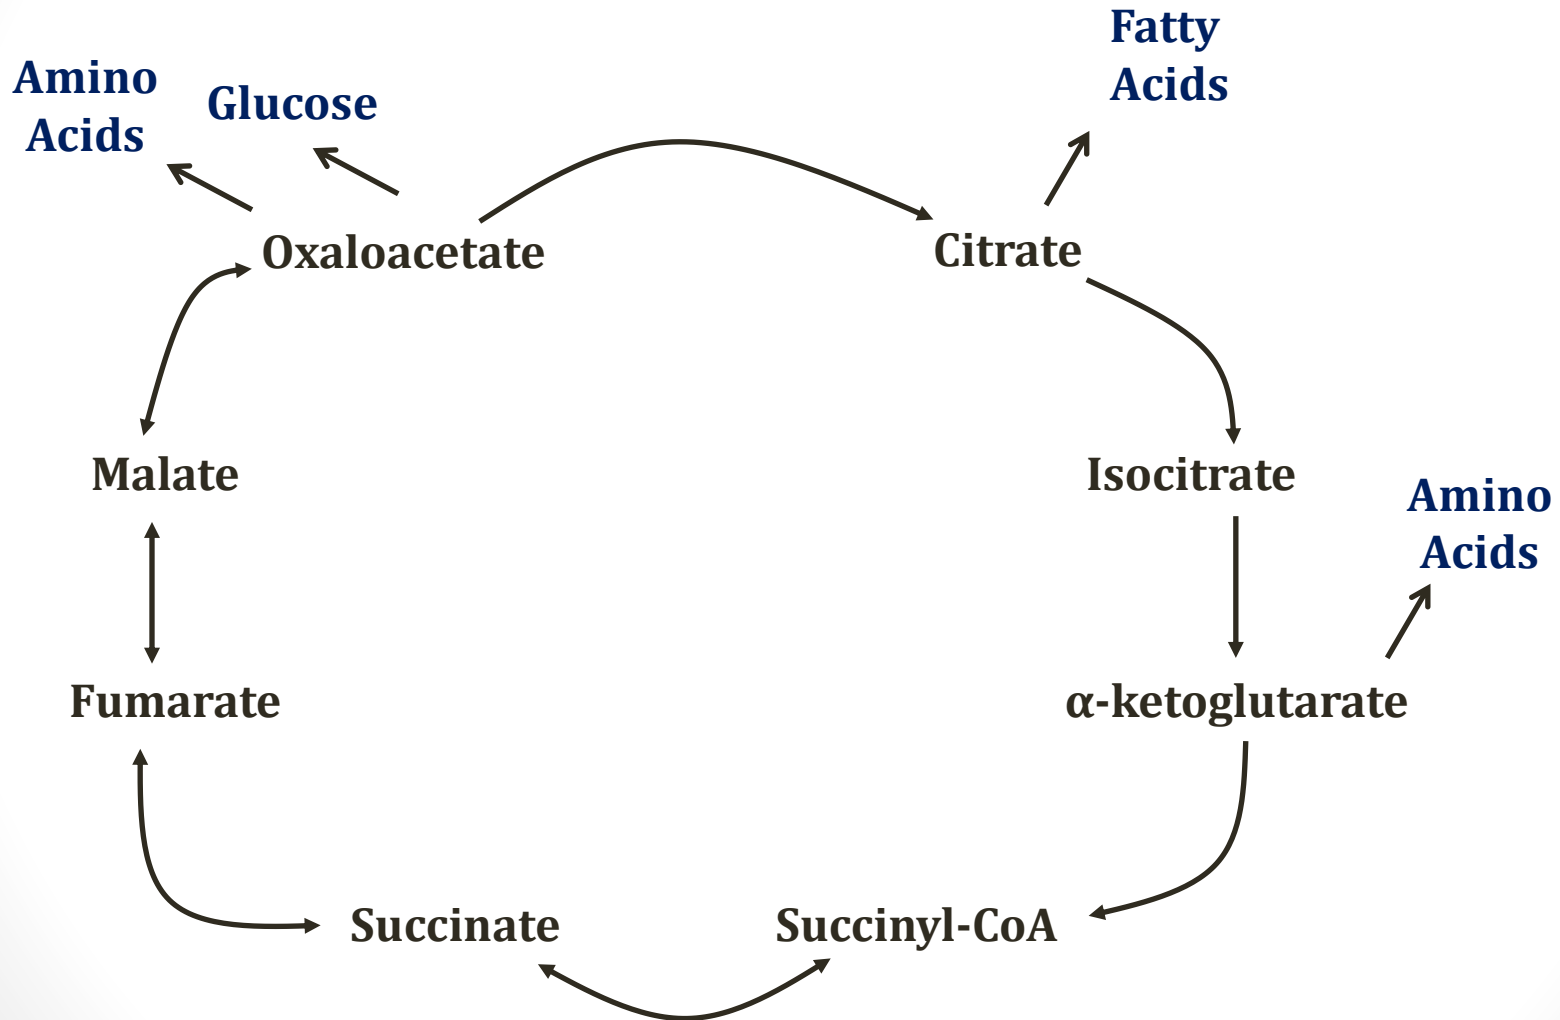 Fatty
Acids
Amino
Acids
Glucose
Oxaloacetate
Citrate
Malate
Isocitrate
Amino
Acids
Fumarate
α-ketoglutarate
Succinate
Succinyl-CoA